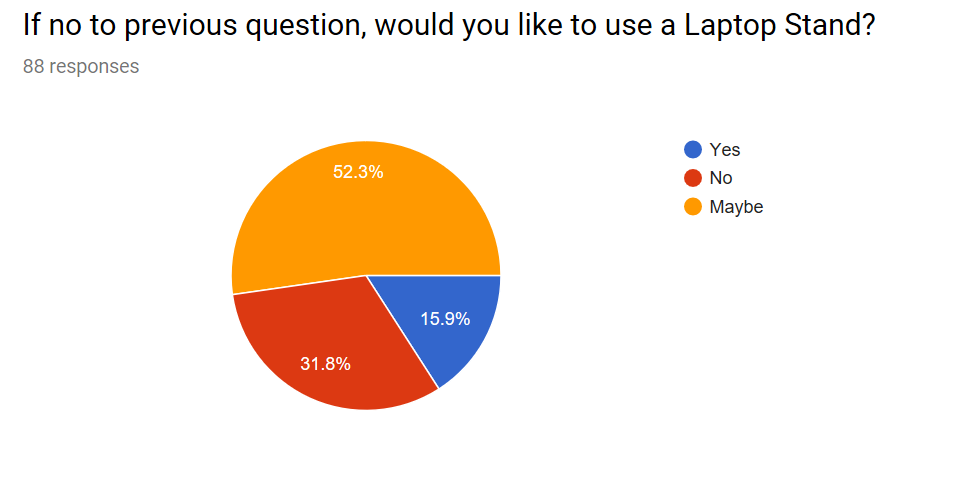 If no to previous question, would you like to use a Laptop Stand?
88 responses
52.3%
15.9%
31.8%
Yes
No
Maybe